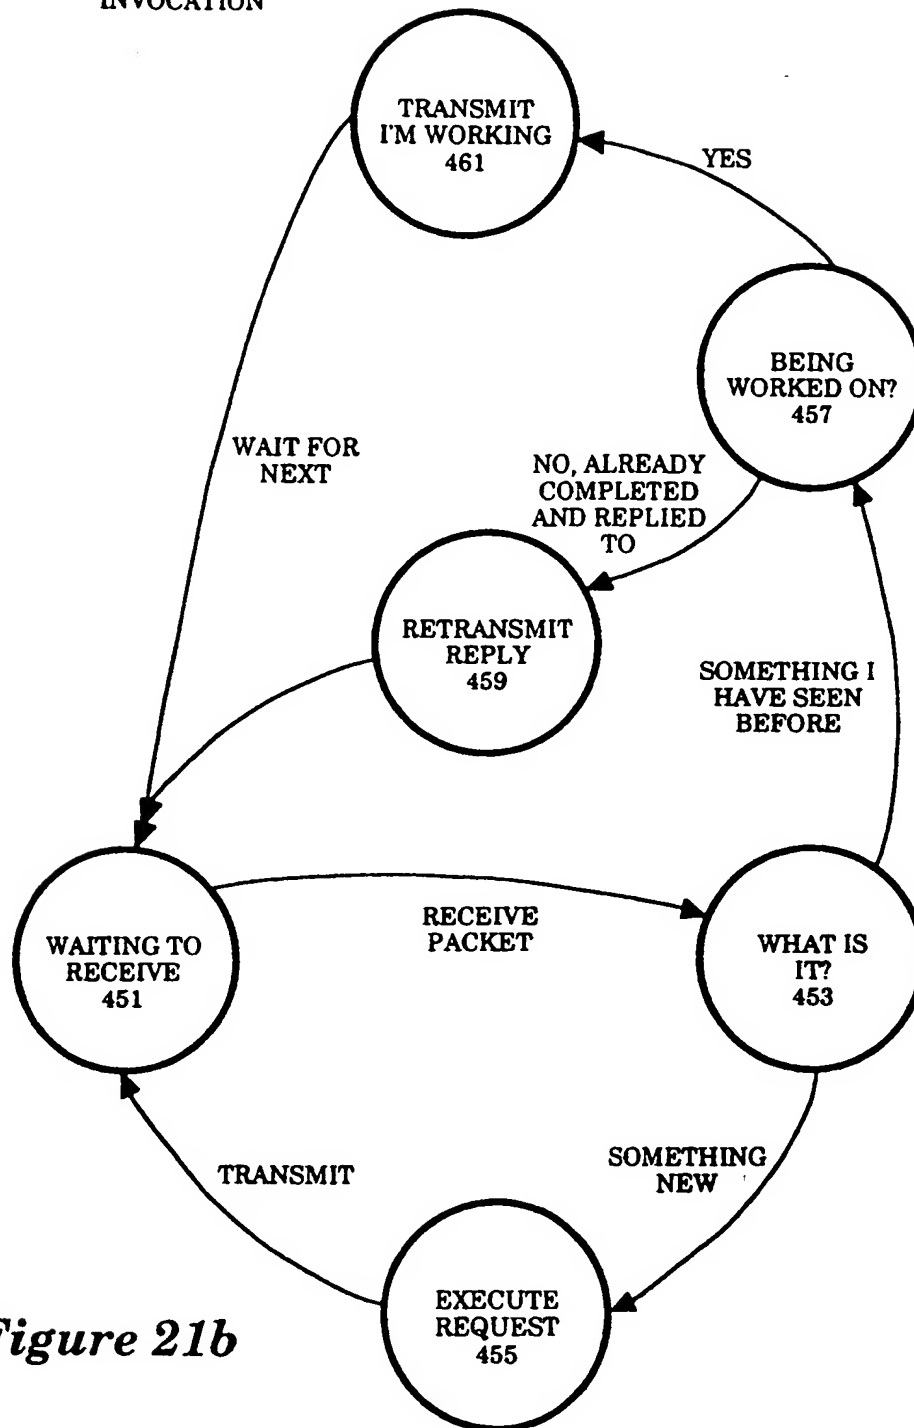 INVOCATION
TRANSMIT
I'M WORKING
461
YES
BEING
WORKED ON?
457
WAIT FOR
NEXT
NO, ALREADY
COMPLETED
AND REPLIED
TO
RETRANSMIT
REPLY
459
SOMETHING I
HAVE SEEN
BEFORE
WAITING TO
RECEIVE
451
RECEIVE
PACKET
WHAT IS
IT?
453
TRANSMIT
SOMETHING
NEW
EXECUTE
REQUEST
455
Figure 21b